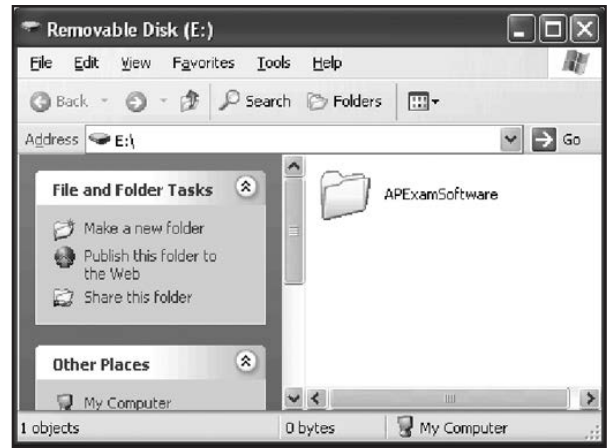 Removable Disk (E:)
File Edit View Favorites Tools Help
Back Search Folders
Address E:\ Go
File and Folder Tasks
Make a new folder
Publish this folder to
the Web
Share this folder
Other Places
My Computer
APExamSoftware
1 objects 0 bytes My Computer